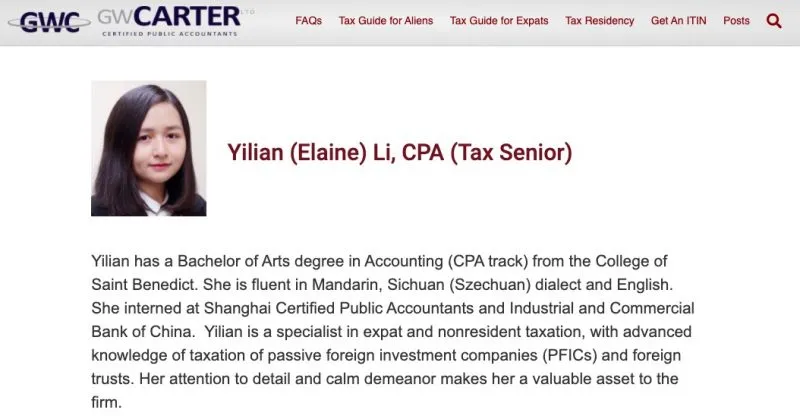 GWC GWCARTER LTD
CERTIFIED PUBLIC ACCOUNTANTS
FAQs Tax Guide for Aliens Tax Guide for Expats Tax Residency Get An ITIN Posts
Yilian (Elaine) Li, CPA (Tax Senior)
Yilian has a Bachelor of Arts degree in Accounting (CPA track) from the College of
Saint Benedict. She is fluent in Mandarin, Sichuan (Szechuan) dialect and English.
She interned at Shanghai Certified Public Accountants and Industrial and Commercial
Bank of China.  Yilian is a specialist in expat and nonresident taxation, with advanced
knowledge of taxation of passive foreign investment companies (PFICs) and foreign
trusts. Her attention to detail and calm demeanor makes her a valuable asset to the
firm.